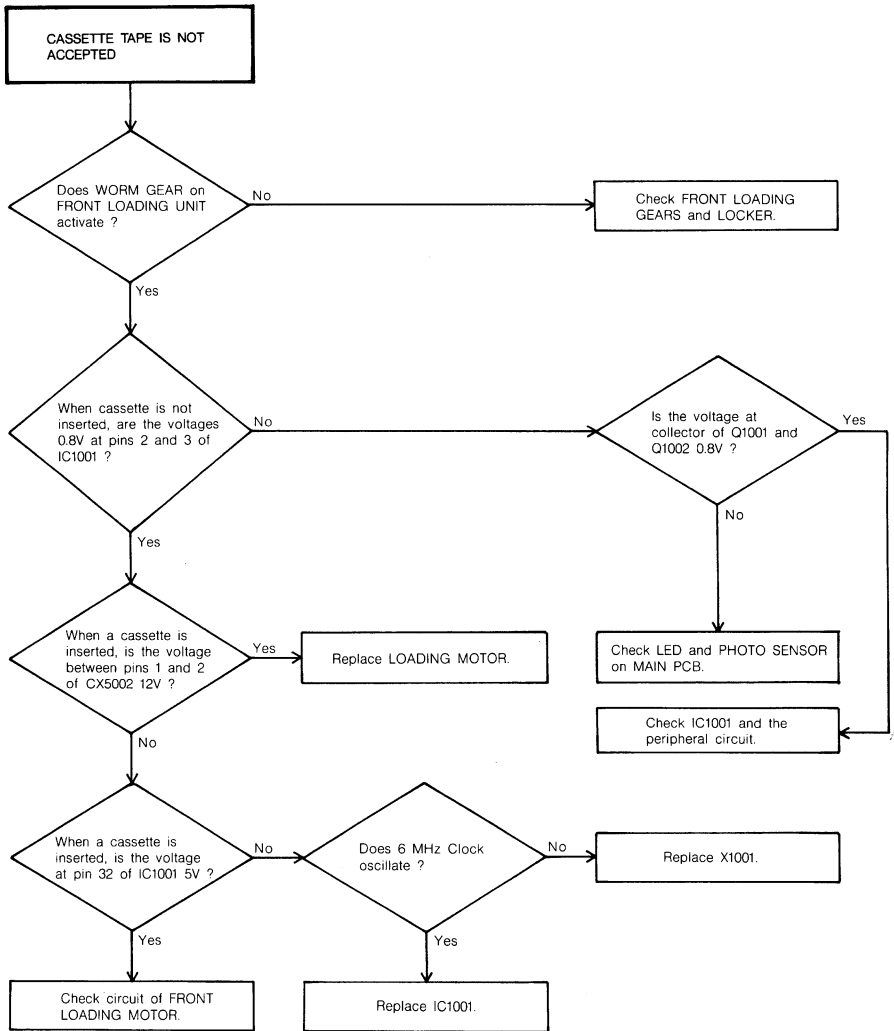 CASSETTE TAPE IS NOT
ACCEPTED
Does WORM GEAR on
FRONT LOADING UNIT
activate ?
No
Check FRONT LOADING
GEARS and LOCKER.
Yes
When cassette is not
inserted, are the voltages
0.8V at pins 2 and 3 of
IC1001 ?
No
Is the voltage at
collector of Q1001 and
Q1002 0.8V ?
Yes
No
Yes
When a cassette is
inserted, is the voltage
between pins 1 and 2
of CX5002 12V ?
Yes
Replace LOADING MOTOR.
Check LED and PHOTO SENSOR
on MAIN PCB.
Check IC1001 and the
peripheral circuit.
No
When a cassette is
inserted, is the voltage
at pin 32 of IC1001 5V ?
No
Does 6 MHz Clock
oscillate ?
No
Replace X1001.
Yes
Yes
Check circuit of FRONT
LOADING MOTOR.
Replace IC1001.